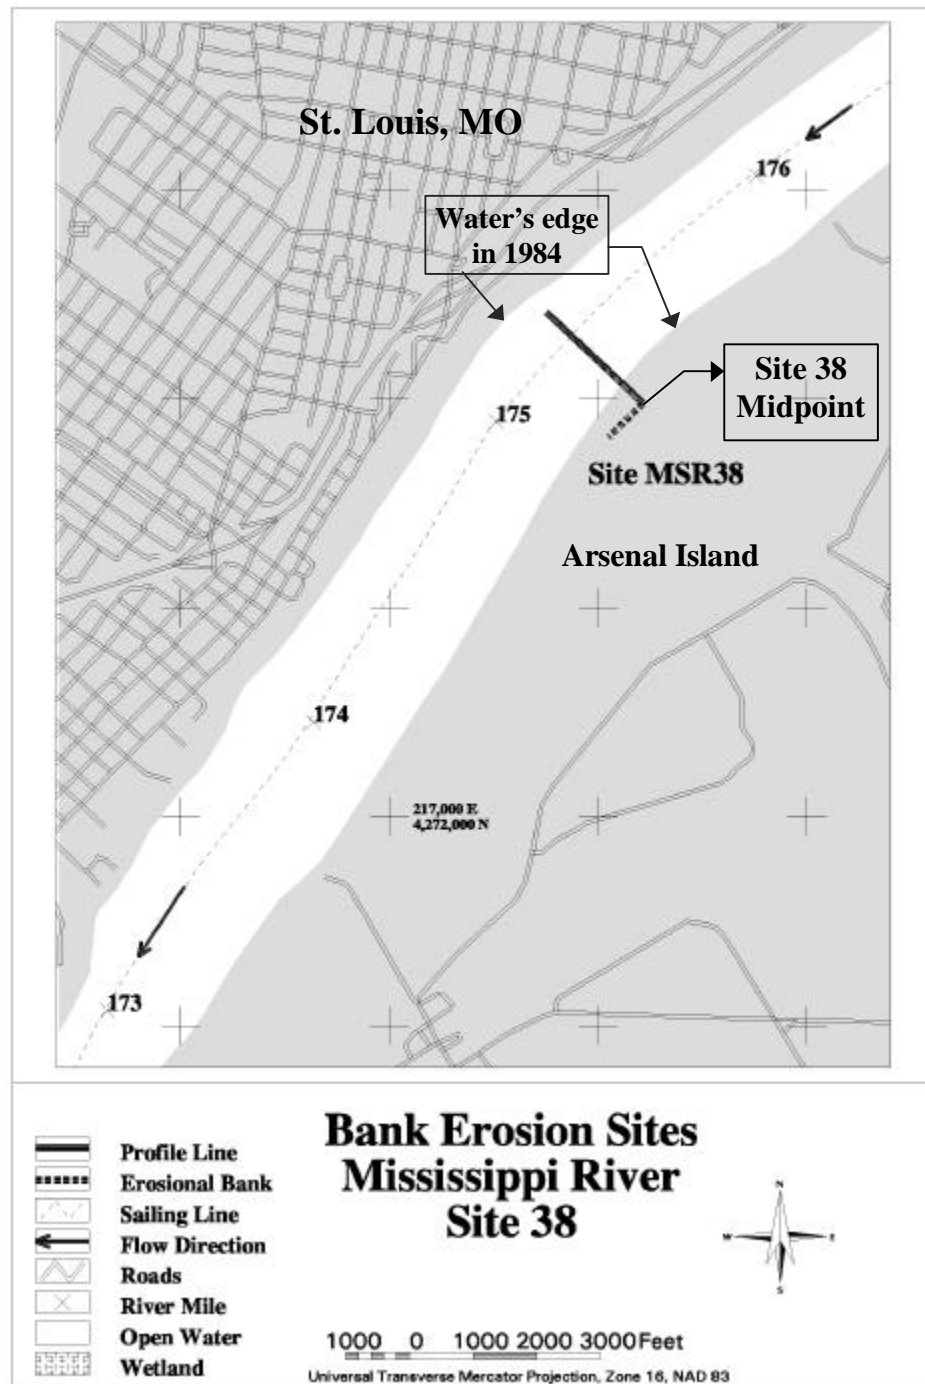 St. Louis, MO
176
Water's edge
in 1984
Site 38
Midpoint
175
Site MSR38
Arsenal Island
174
217,000 E
4,272,000 N
173
Bank Erosion Sites
Mississippi River
Site 38
Profile Line
Erosional Bank
Sailing Line
Flow Direction
Roads
River Mile
Open Water
Wetland
N
W E
S
1000 0 1000 2000 3000 Feet
Universal Transverse Mercator Projection, Zone 16, NAD 83